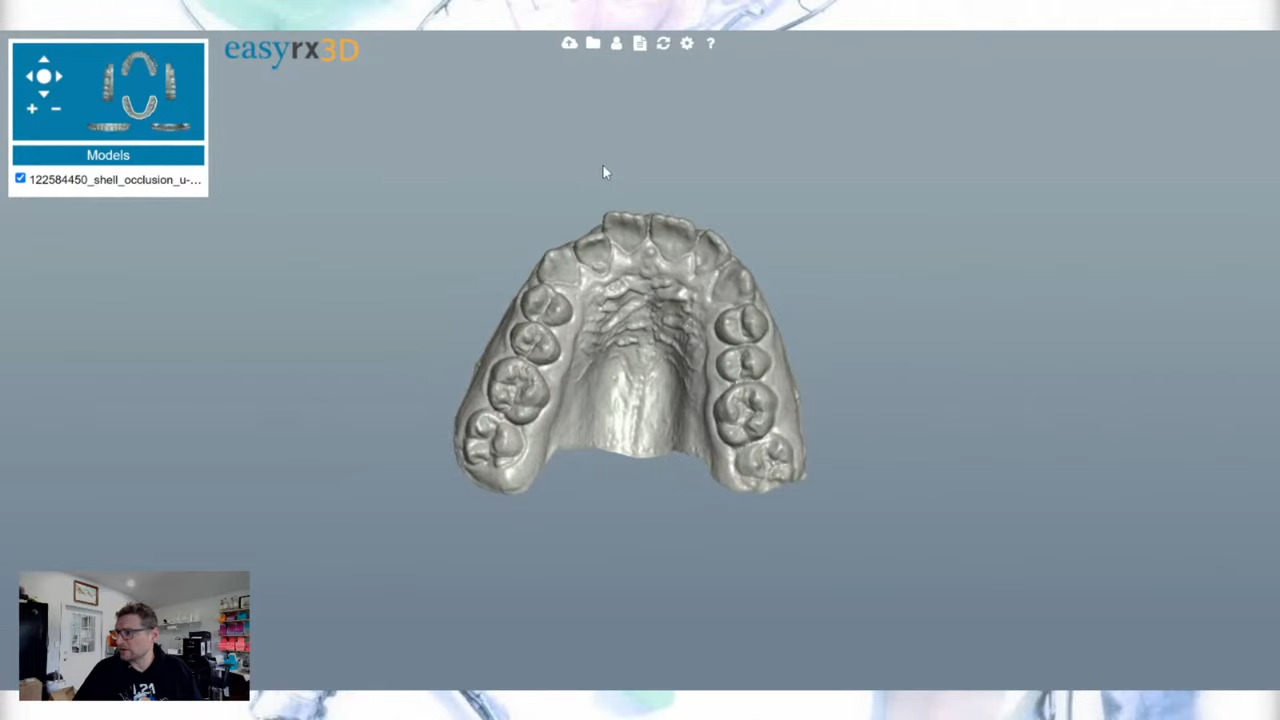 easyrx3D
?
+ −
Models
122584450_shell_occlusion_u-...